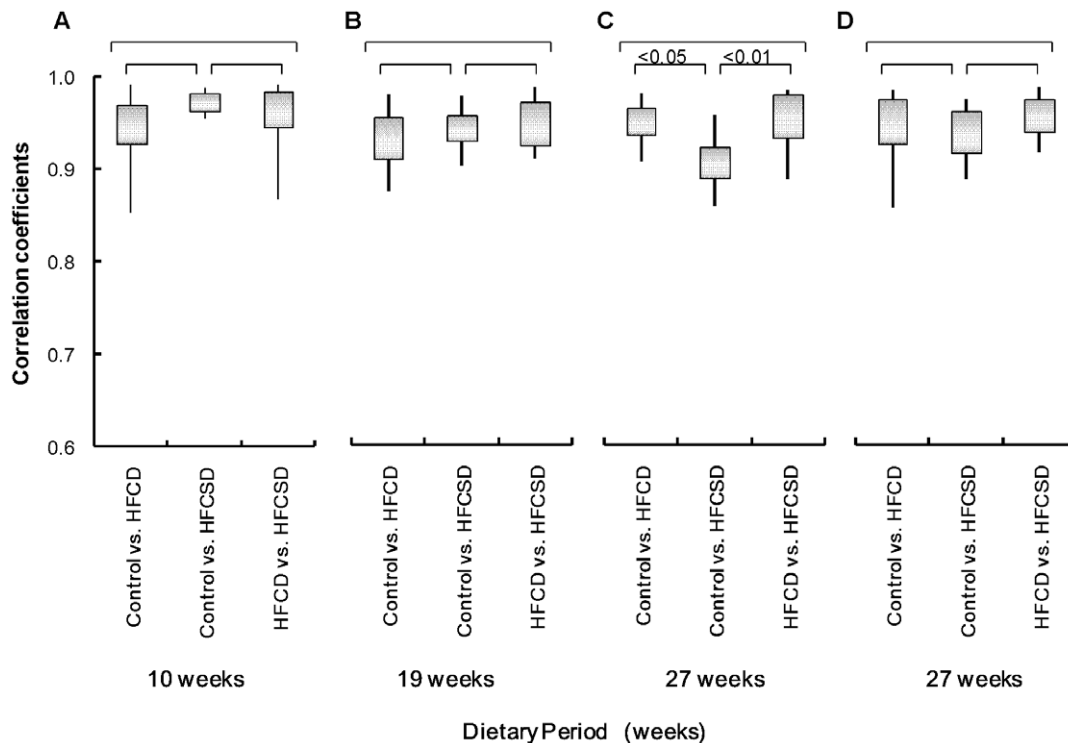 A
B
C
D
<0.05
<0.01
1.0
0.9
0.8
0.7
0.6
Correlation coefficients
Control vs. HFCD
Control vs. HFCSD
HFCD vs. HFCSD
Control vs. HFCD
Control vs. HFCSD
HFCD vs. HFCSD
Control vs. HFCD
Control vs. HFCSD
HFCD vs. HFCSD
Control vs. HFCD
Control vs. HFCSD
HFCD vs. HFCSD
10 weeks
19 weeks
27 weeks
27 weeks
Dietary Period (weeks)